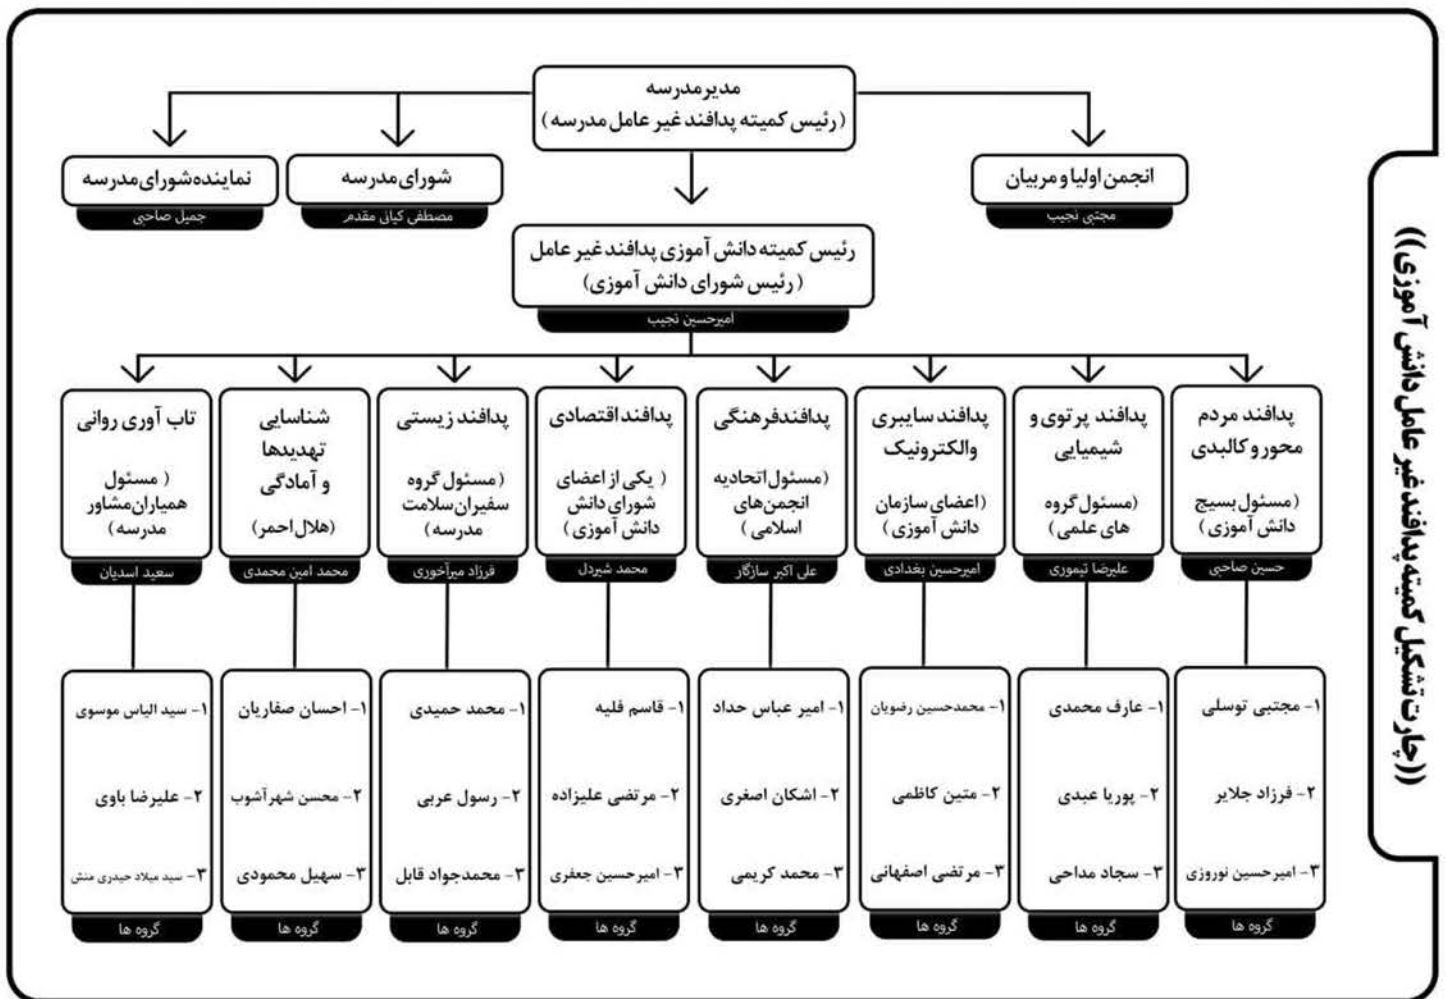 ((چارت تشکیل کمیته پدافند غیر عامل دانش آموزی))
مدیر مدرسه
(رئیس کمیته پدافند غیر عامل مدرسه)
انجمن اولیا و مربیان
مجتبی نجیب
شورای مدرسه
مصطفی کیانی مقدم
نماینده شورای مدرسه
جمیل صاحبی
رئیس کمیته دانش آموزی پدافند غیر عامل
(رئیس شورای دانش آموزی)
امیرحسین نجیب
پدافند مردم
محور و کالبدی
(مسئول بسیج
دانش آموزی)
حسین صاحبی
پدافند پرتوی و
شیمیایی
(مسئول گروه
های علمی)
علیرضا تیموری
پدافند سایبری
والکترونیک
(اعضای سازمان
دانش آموزی)
امیرحسین بغدادی
پدافند فرهنگی
(مسئول اتحادیه
انجمن های
اسلامی)
علی اکبر سازگار
پدافند اقتصادی
(یکی از اعضای
شورای دانش
دانش آموزی)
محمد شیردل
پدافند زیستی
(مسئول گروه
سفیران سلامت
مدرسه)
فرزاد میرآخوری
شناسایی
تهدیدها
و آمادگی
(هلال احمر)
محمد امین محمدی
تاب آوری روانی
(مسئول
همیاران مشاور
مدرسه)
سعید اسدیان
۱- مجتبی توسلی
۲- فرزاد جلایر
۳- امیرحسین نوروزی
گروه ها
۱- عارف محمدی
۲- پوریا عبدی
۳- سجاد مداحی
گروه ها
۱- محمدحسین رضویان
۲- متین کاظمی
۳- مرتضی اصفهانی
گروه ها
۱- امیر عباس حداد
۲- اشکان اصغری
۳- محمد کریمی
گروه ها
۱- قاسم فلیه
۲- مرتضی علیزاده
۳- امیرحسین جعفری
گروه ها
۱- محمد حمیدی
۲- رسول عربی
۳- محمدجواد قابل
گروه ها
۱- احسان صفاریان
۲- محسن شهرآشوب
۳- سهیل محمودی
گروه ها
۱- سید الیاس موسوی
۲- علیرضا باوی
۳- سید میلاد حیدری منش
گروه ها